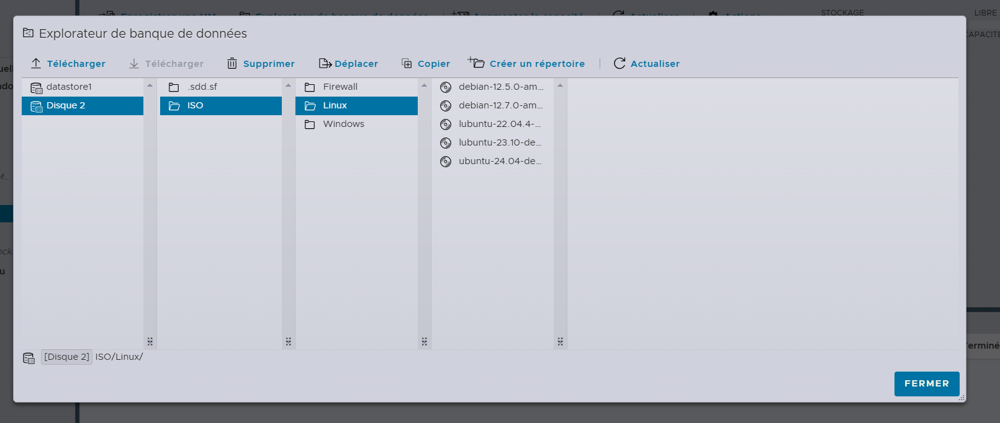 STOCKAGE
LIBRE
CAPACITÉ
Explorateur de banque de données
Télécharger Télécharger Supprimer Déplacer Copier Créer un répertoire Actualiser
datastore1 .sdd.sf Firewall debian-12.5.0-am...
Disque 2 ISO Linux debian-12.7.0-am...
Windows lubuntu-22.04.4-...
lubuntu-23.10-de...
ubuntu-24.04-de...
[Disque 2] ISO/Linux/
FERMER
Terminé